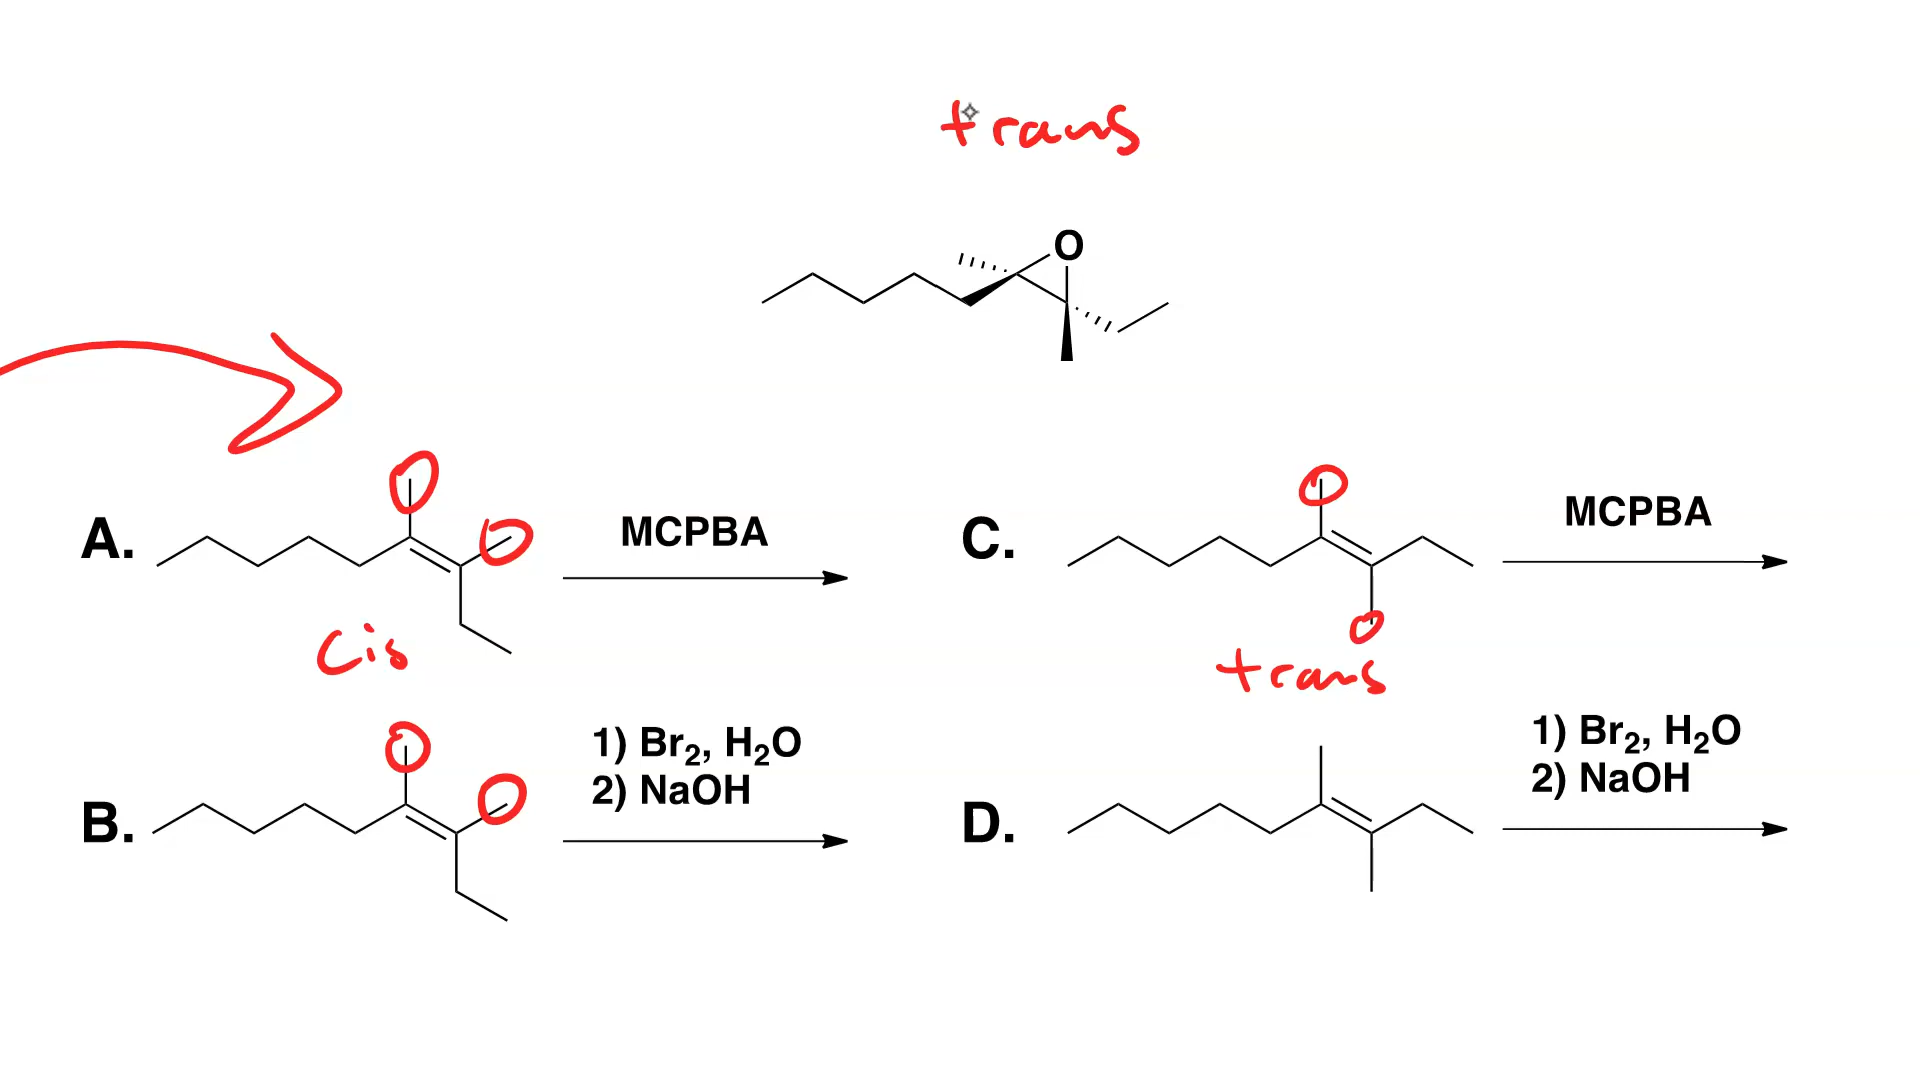 trans
O
A.
MCPBA
cis
C.
MCPBA
trans
B.
1) Br2, H2O
2) NaOH
D.
1) Br2, H2O
2) NaOH